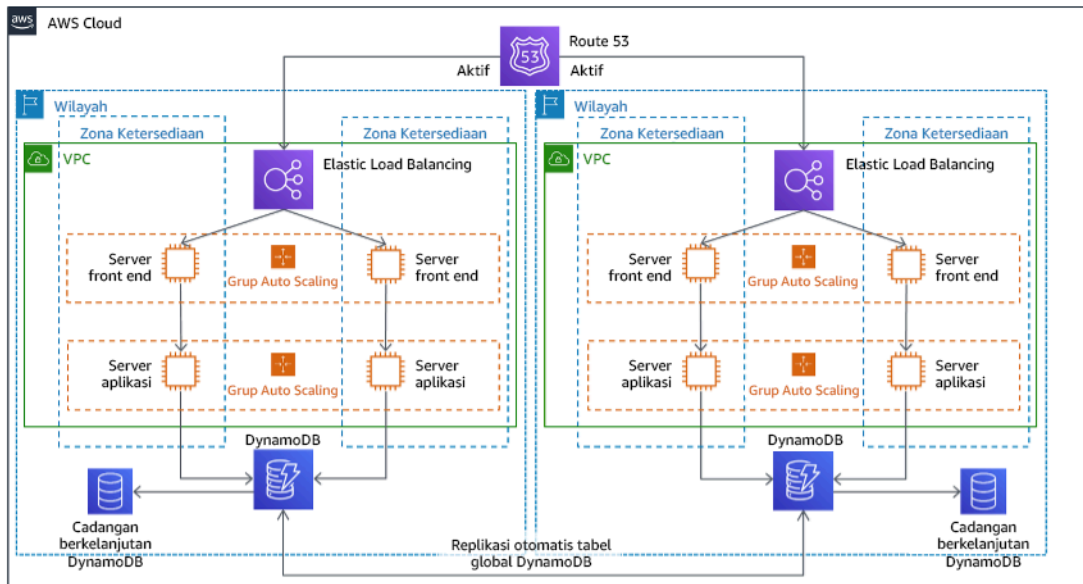 aws
AWS Cloud
Route 53
53
Aktif
Aktif
Wilayah
Zona Ketersediaan
Zona Ketersediaan
VPC
Elastic Load Balancing
Server
front end
Grup Auto Scaling
Server
front end
Server
aplikasi
Grup Auto Scaling
Server
aplikasi
DynamoDB
Cadangan
berkelanjutan
DynamoDB
Wilayah
Zona Ketersediaan
Zona Ketersediaan
VPC
Elastic Load Balancing
Server
front end
Grup Auto Scaling
Server
front end
Server
aplikasi
Grup Auto Scaling
Server
aplikasi
DynamoDB
Cadangan
berkelanjutan
DynamoDB
Replikasi otomatis tabel
global DynamoDB